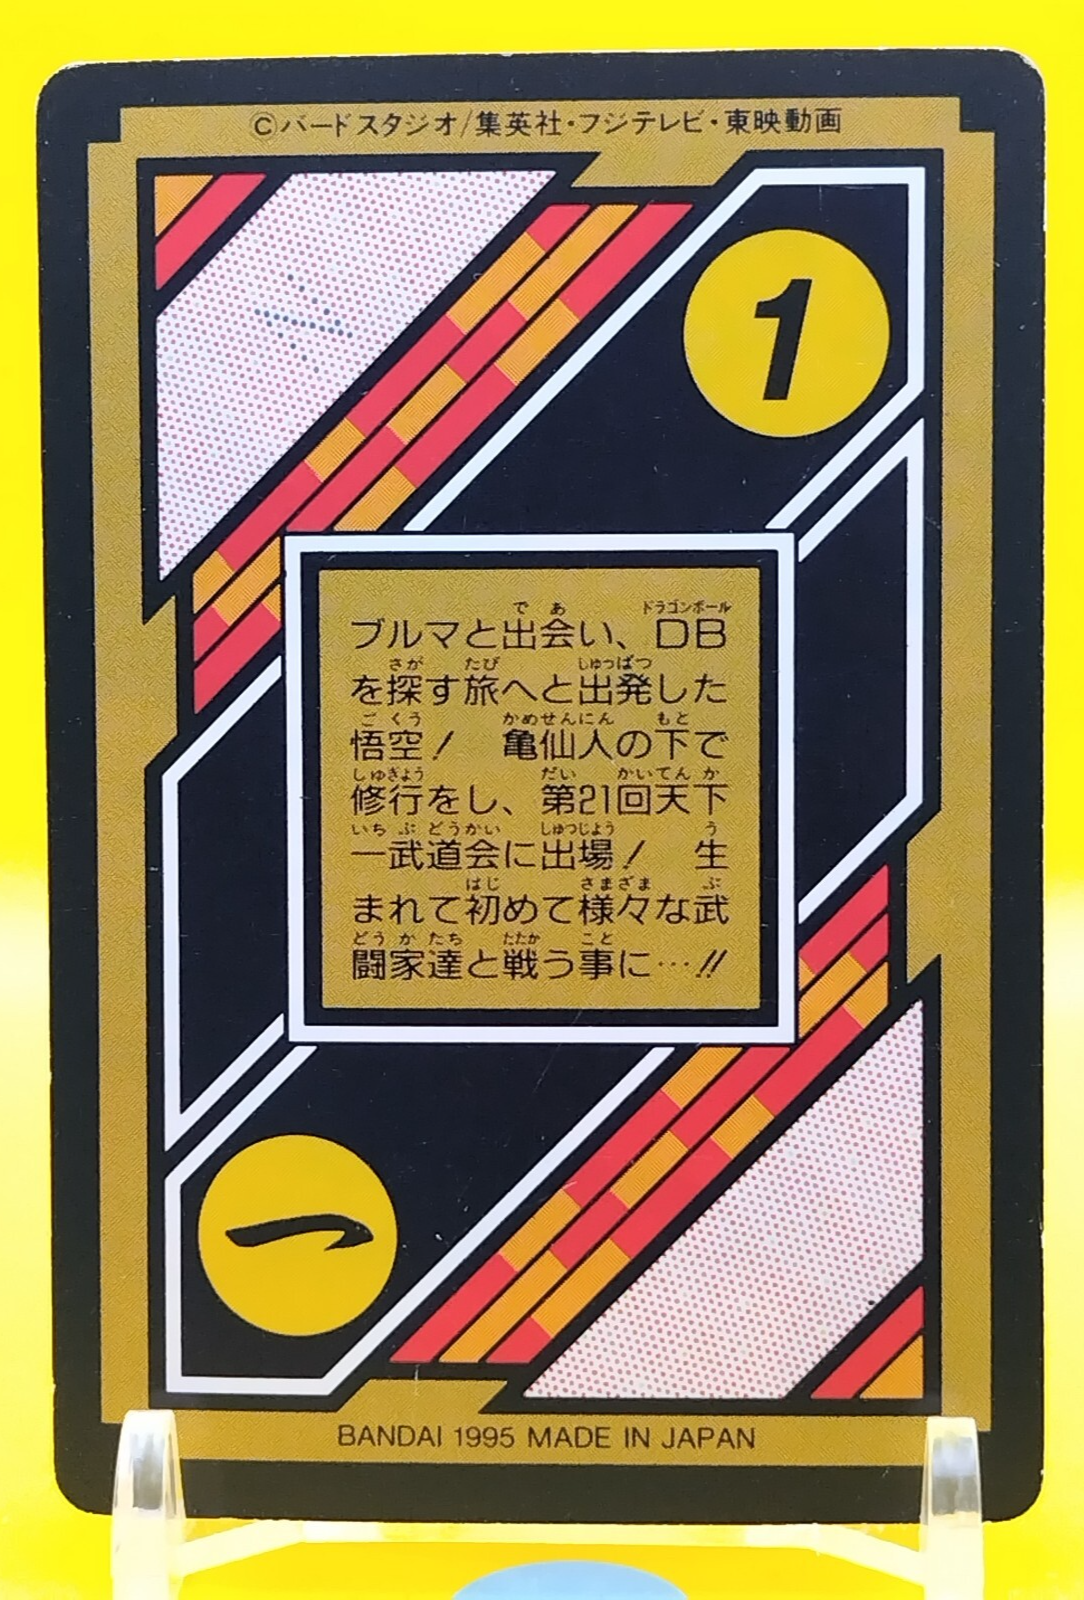 ©バードスタジオ/集英社・フジテレビ・東映動画
1
で あ ドラゴンボール
ブルマと出会い、DB
さが たび しゅっぱつ
を探す旅へと出発した
ご くう かめせんにん もと
悟空! 亀仙人の下で
しゅぎょう だい かいてん か
修行をし、第21回天下
いち ぶ どうかい しゅつじょう う
一武道会に出場! 生
はじ さまざま ぶ
まれて初めて様々な武
どう か たち たたか こと
闘家達と戦う事に…!!
一
BANDAI 1995 MADE IN JAPAN